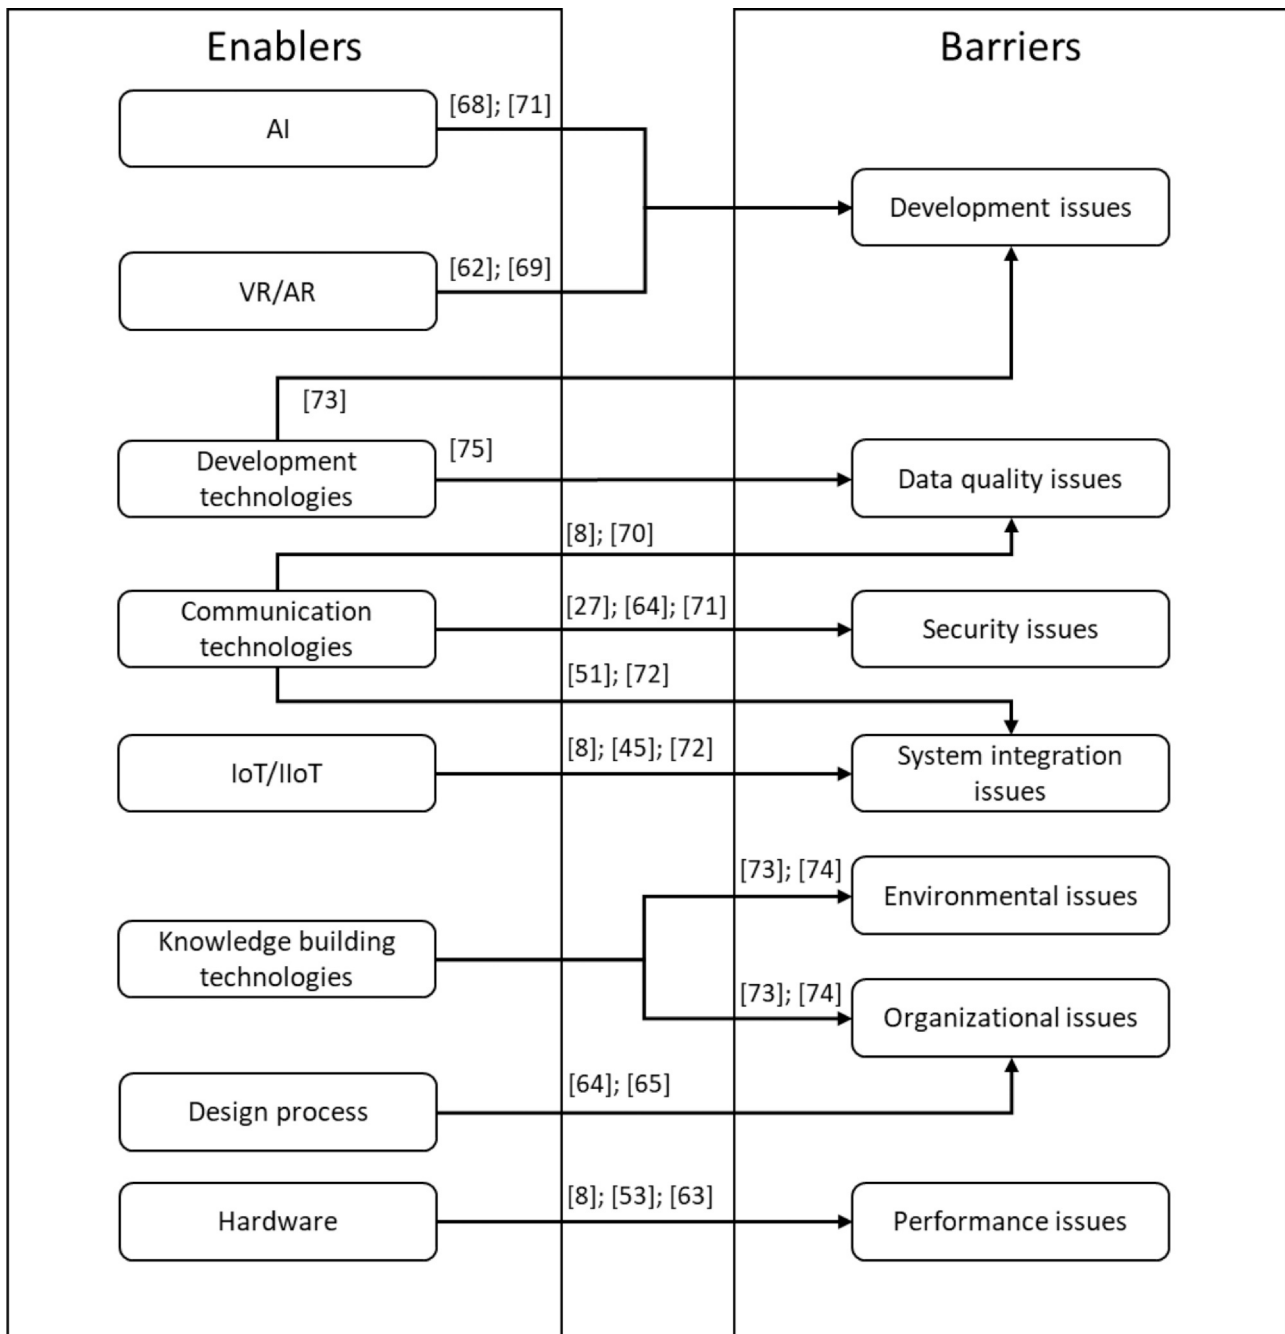 Enablers
Barriers
[68]; [71]
AI
Development issues
[62]; [69]
VR/AR
[73]
[75]
Development
technologies
Data quality issues
[8]; [70]
Communication
technologies
[27]; [64]; [71]
Security issues
[51]; [72]
IoT/IIoT
[8]; [45]; [72]
System integration
issues
[73]; [74]
Environmental issues
Knowledge building
technologies
[73]; [74]
Organizational issues
[64]; [65]
Design process
[8]; [53]; [63]
Hardware
Performance issues